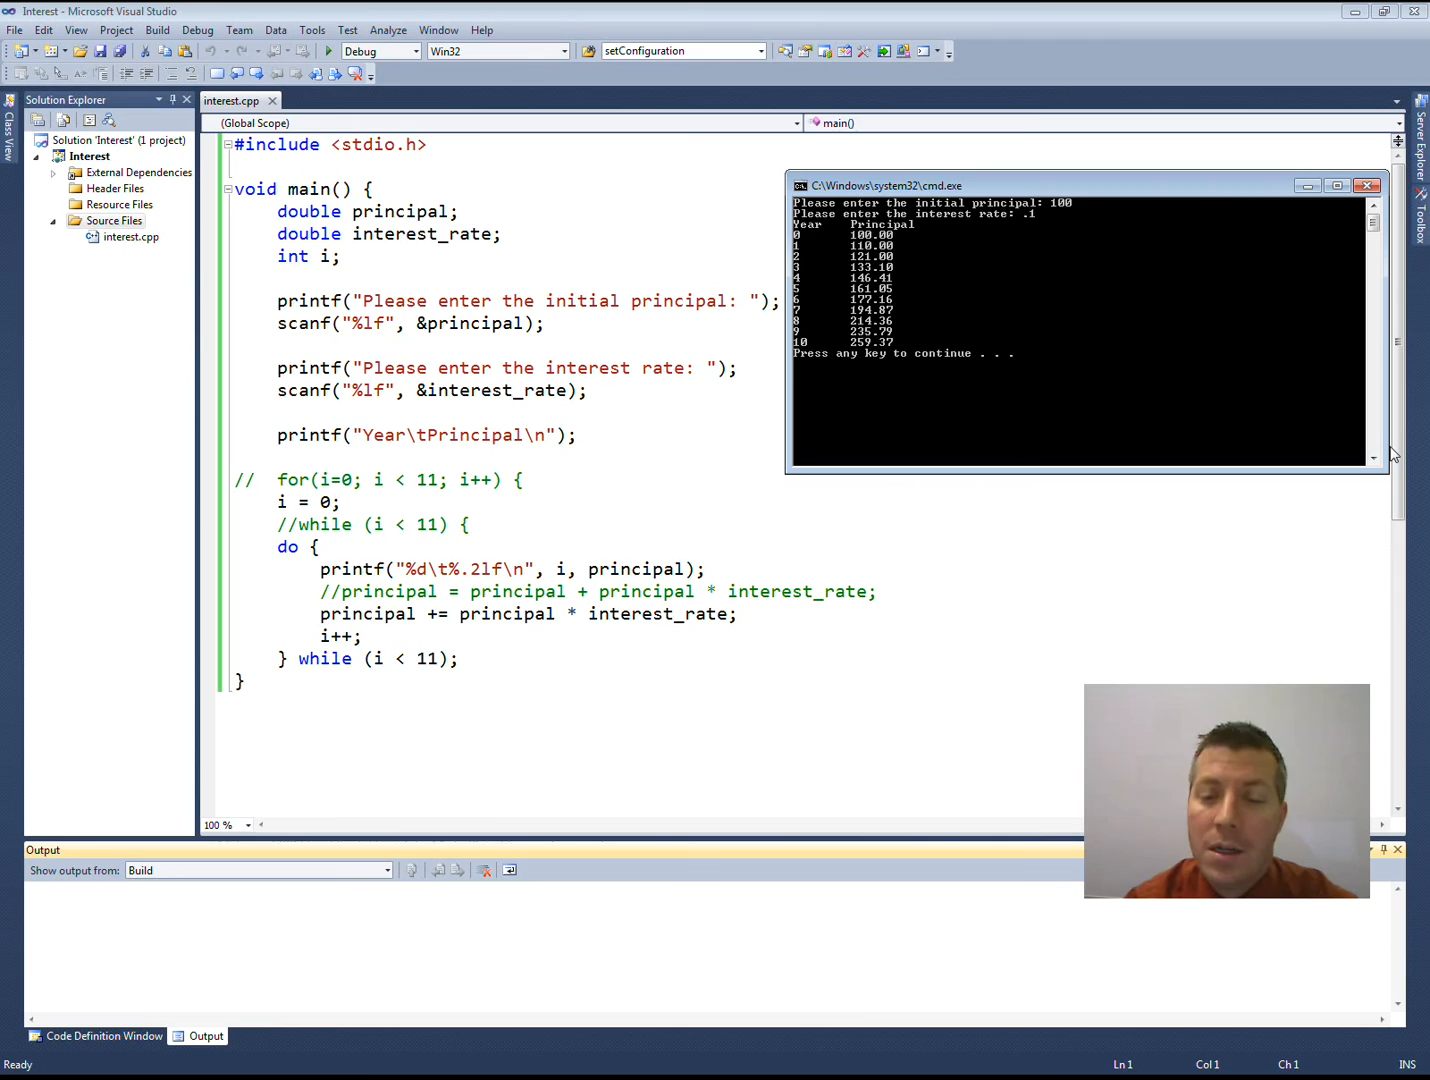 Interest - Microsoft Visual Studio
File Edit View Project Build Debug Team Data Tools Test Analyze Window Help
Debug Win32 setConfiguration
Solution Explorer
interest.cpp
(Global Scope)
main()
Class View
Server Explorer
Toolbox
Solution 'Interest' (1 project)
Interest
External Dependencies
Header Files
Resource Files
Source Files
interest.cpp
#include <stdio.h>
void main() {
double principal;
double interest_rate;
int i;
printf("Please enter the initial principal: ");
scanf("%lf", &principal);
printf("Please enter the interest rate: ");
scanf("%lf", &interest_rate);
printf("Year\tPrincipal\n");
// for(i=0; i < 11; i++) {
i = 0;
//while (i < 11) {
do {
printf("%d\t%.2lf\n", i, principal);
//principal = principal + principal * interest_rate;
principal += principal * interest_rate;
i++;
} while (i < 11);
}
C:\Windows\system32\cmd.exe
Please enter the initial principal: 100
Please enter the interest rate: .1
Year Principal
0 100.00
1 110.00
2 121.00
3 133.10
4 146.41
5 161.05
6 177.16
7 194.87
8 214.36
9 235.79
10 259.37
Press any key to continue . . .
100 %
Output
Show output from: Build
Code Definition Window Output
Ready
Ln 1 Col 1 Ch 1 INS